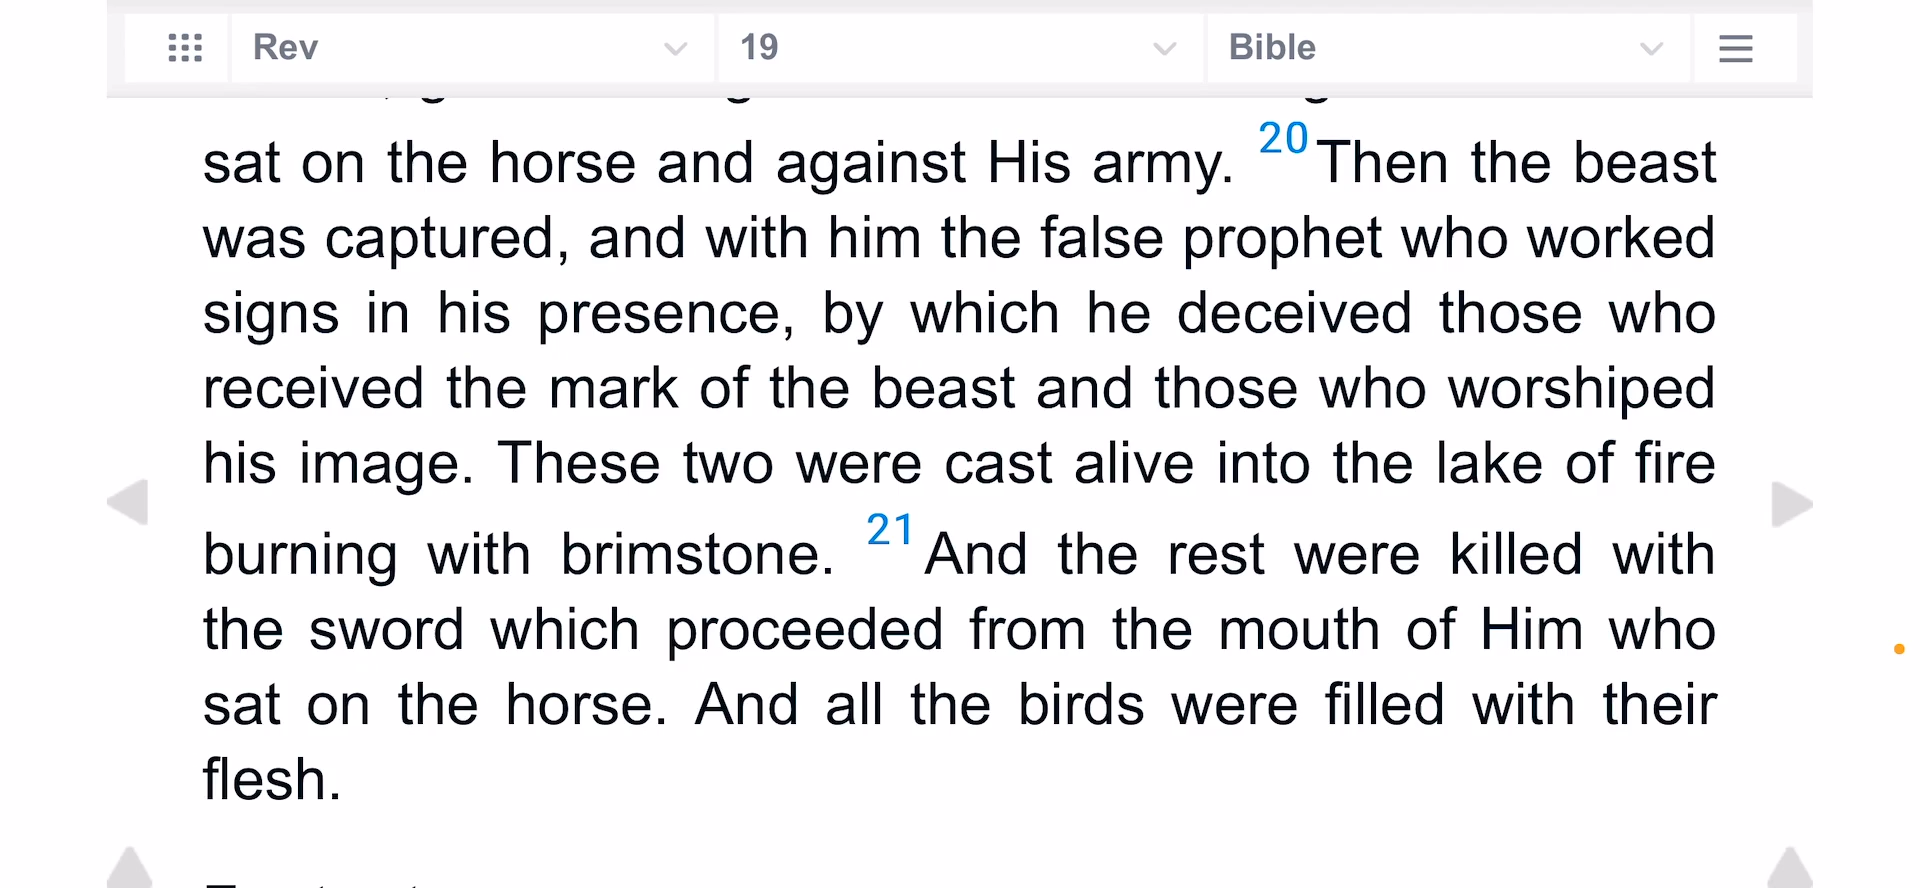 Rev 19 Bible
sat on the horse and against His army. 20 Then the beast
was captured, and with him the false prophet who worked
signs in his presence, by which he deceived those who
received the mark of the beast and those who worshiped
his image. These two were cast alive into the lake of fire
burning with brimstone. 21 And the rest were killed with
the sword which proceeded from the mouth of Him who
sat on the horse. And all the birds were filled with their
flesh.